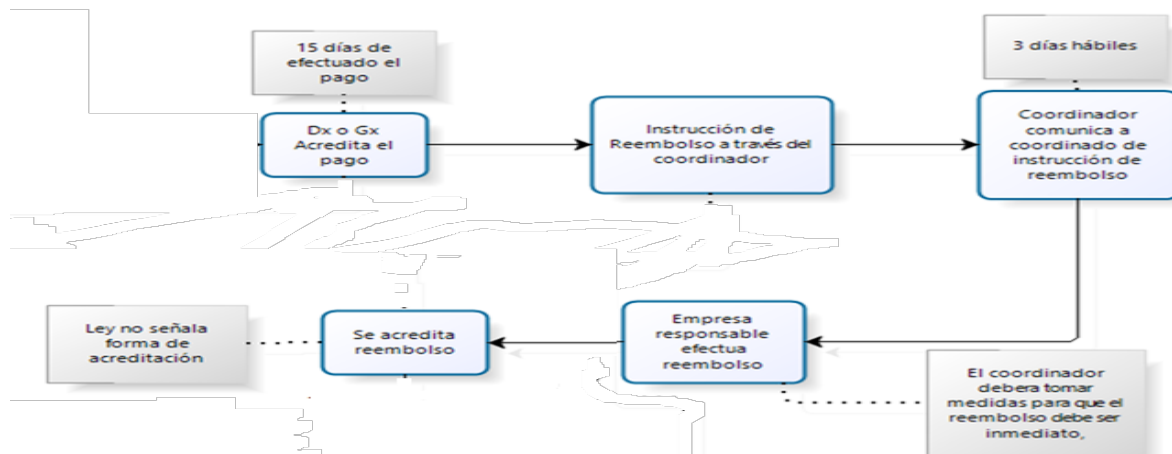 15 días de
efectuado el
pago
3 días hábiles
Dx o Gx
Acredita el
pago
Instrucción de
Reembolso a través del
coordinador
Coordinador
comunica a
coordinado de
instrucción de
reembolso
Ley no señala
forma de
acreditación
Se acredita
reembolso
Empresa
responsable
efectua
reembolso
El coordinador
debera tomar
medidas para que el
reembolso debe ser
inmediato,